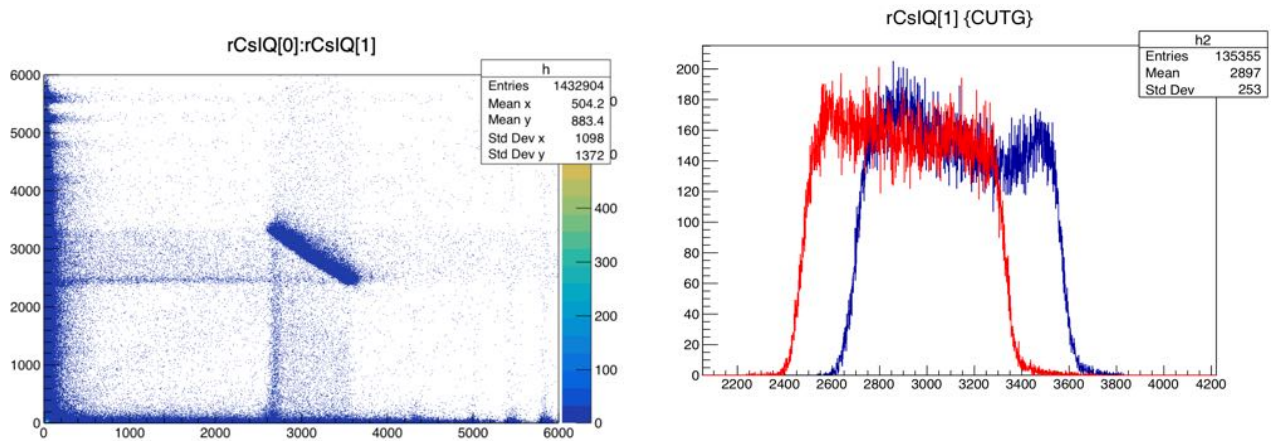 rCsIQ[0]:rCsIQ[1]
h
Entries 1432904
Mean x 504.2
Mean y 883.4
Std Dev x 1098
Std Dev y 1372
6000
5000
4000
3000
2000
1000
0
0 1000 2000 3000 4000 5000 6000
0
0
400
300
200
100
0
rCsIQ[1] {CUTG}
h2
Entries 135355
Mean 2897
Std Dev 253
200
180
160
140
120
100
80
60
40
20
0
2200 2400 2600 2800 3000 3200 3400 3600 3800 4000 4200